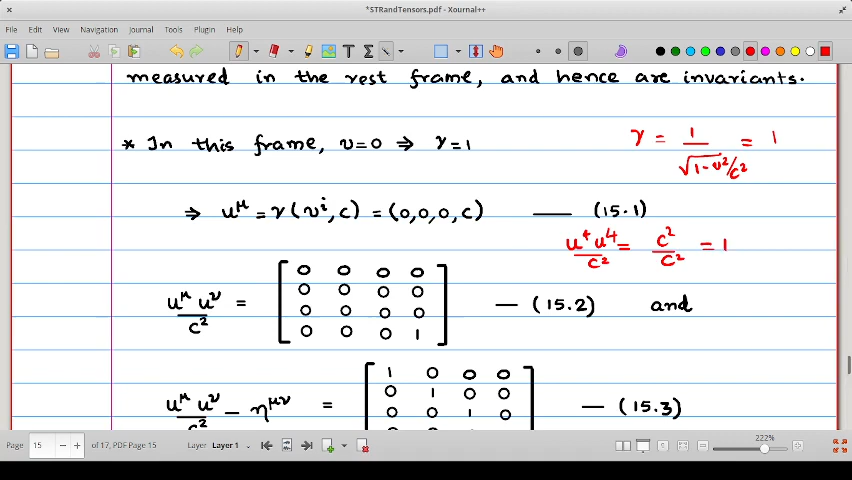 *STRandTensors.xopp - Xournal++
File Edit View Navigation Journal Tools Plugin Help
measured in the rest frame, and hence are invariants.
* In this frame, v=0 ⇒ γ=1
γ = 1/√(1-v²/c²) = 1
⇒ u^μ = γ(v^i, c) = (0,0,0,c) — (15.1)
u⁴u⁴/c² = c²/c² = 1
u^μ u^ν/c² = [0 0 0 0
0 0 0 0
0 0 0 0
0 0 0 1] — (15.2) and
u^μ u^ν/c² - η^μν = [1 0 0 0
0 1 0 0
0 0 1 0 — (15.3)
Page 15 of 17, PDF Page 15 Layer Layer 1 222%